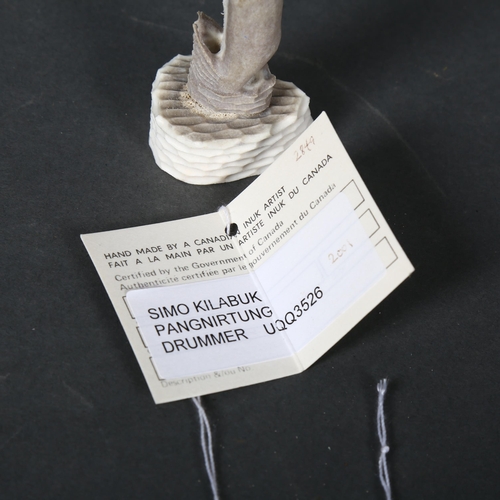 2849
HAND MADE BY A CANADIAN INUK ARTIST
FAIT A LA MAIN PAR UN ARTISTE INUK DU CANADA
Certified by the Government of Canada
Authenticité certifiée par le gouvernement du Canada
SIMO KILABUK
PANGNIRTUNG
DRUMMER UQQ3526
Description &